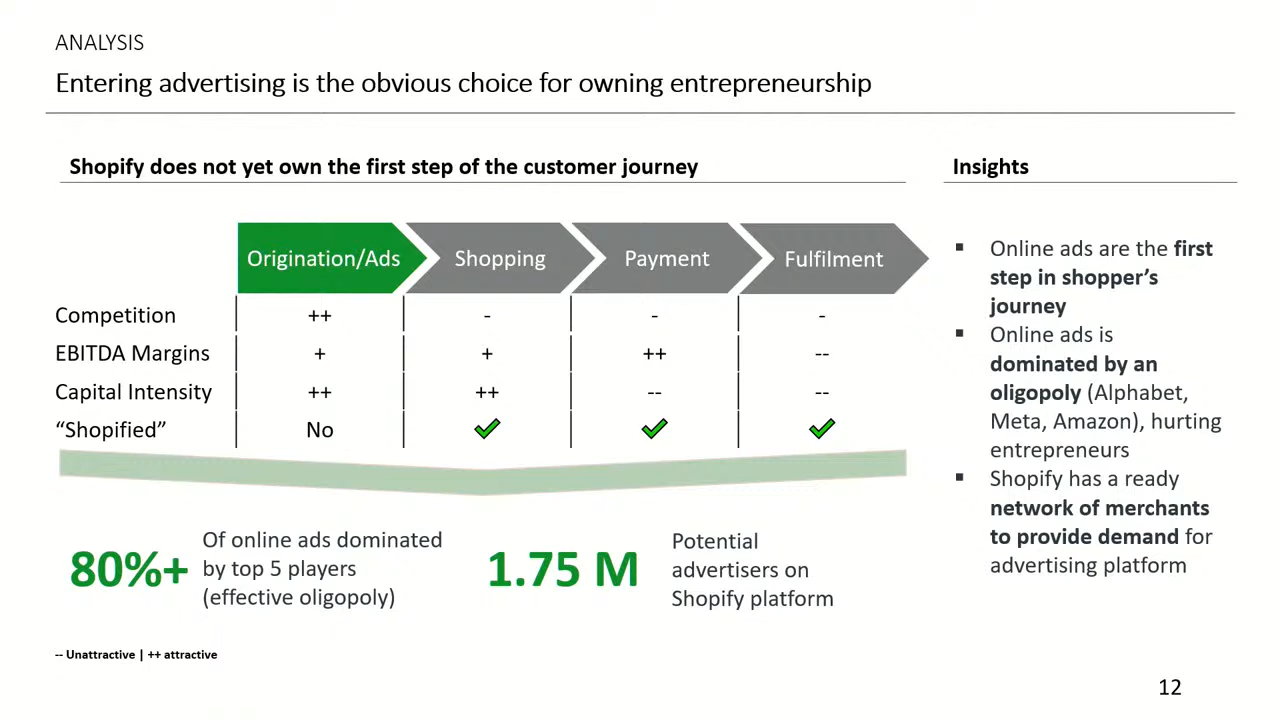 ANALYSIS
Entering advertising is the obvious choice for owning entrepreneurship
Shopify does not yet own the first step of the customer journey
Origination/Ads Shopping Payment Fulfilment
Competition ++ - - -
EBITDA Margins + + ++ --
Capital Intensity ++ ++ -- --
“Shopified” No
80%+
Of online ads dominated
by top 5 players
(effective oligopoly)
1.75 M
Potential
advertisers on
Shopify platform
-- Unattractive | ++ attractive
Insights
Online ads are the first
step in shopper’s
journey
Online ads is
dominated by an
oligopoly (Alphabet,
Meta, Amazon), hurting
entrepreneurs
Shopify has a ready
network of merchants
to provide demand for
advertising platform
12